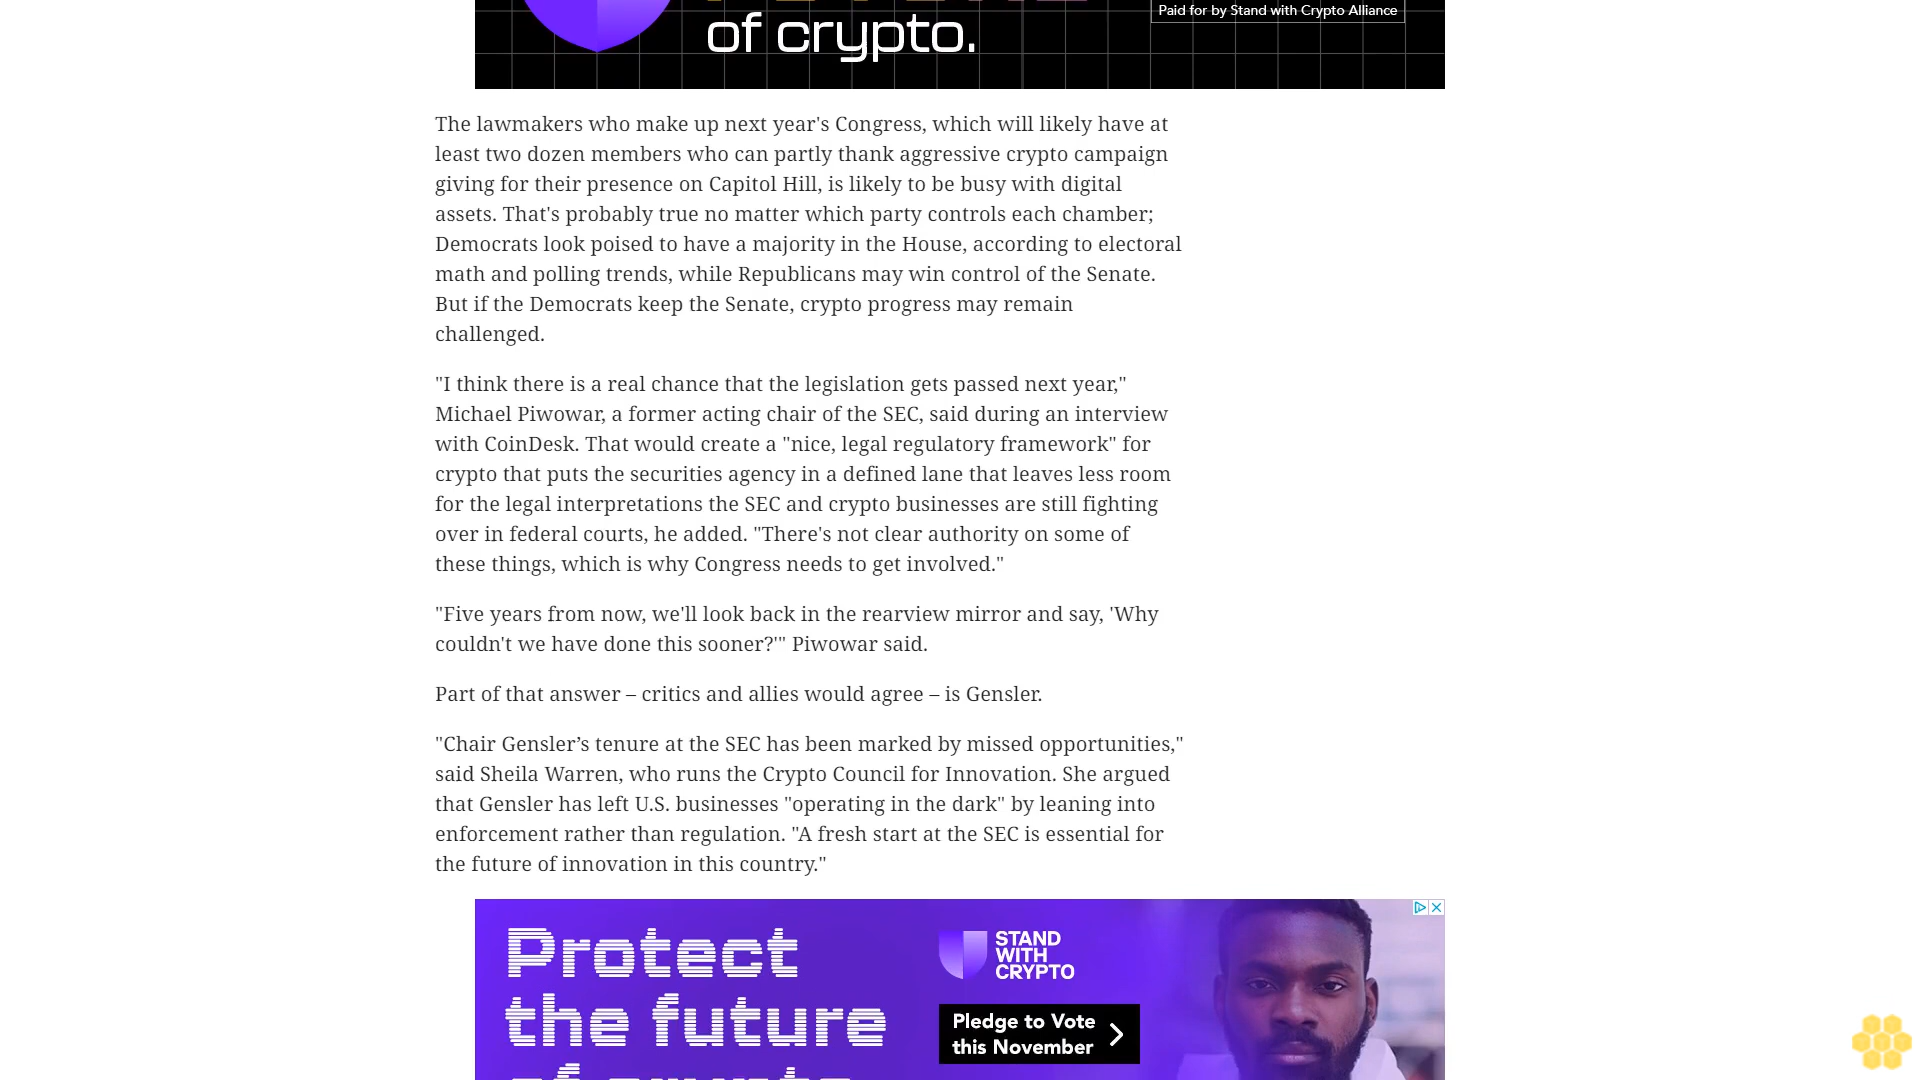 Paid for by Stand with Crypto Alliance
of crypto.
The lawmakers who make up next year's Congress, which will likely have at
least two dozen members who can partly thank aggressive crypto campaign
giving for their presence on Capitol Hill, is likely to be busy with digital
assets. That's probably true no matter which party controls each chamber;
Democrats look poised to have a majority in the House, according to electoral
math and polling trends, while Republicans may win control of the Senate.
But if the Democrats keep the Senate, crypto progress may remain
challenged.
"I think there is a real chance that the legislation gets passed next year,"
Michael Piwowar, a former acting chair of the SEC, said during an interview
with CoinDesk. That would create a "nice, legal regulatory framework" for
crypto that puts the securities agency in a defined lane that leaves less room
for the legal interpretations the SEC and crypto businesses are still fighting
over in federal courts, he added. "There's not clear authority on some of
these things, which is why Congress needs to get involved."
"Five years from now, we'll look back in the rearview mirror and say, 'Why
couldn't we have done this sooner?'" Piwowar said.
Part of that answer – critics and allies would agree – is Gensler.
"Chair Gensler’s tenure at the SEC has been marked by missed opportunities,"
said Sheila Warren, who runs the Crypto Council for Innovation. She argued
that Gensler has left U.S. businesses "operating in the dark" by leaning into
enforcement rather than regulation. "A fresh start at the SEC is essential for
the future of innovation in this country."
Protect
the future
STAND
WITH
CRYPTO
Pledge to Vote
this November